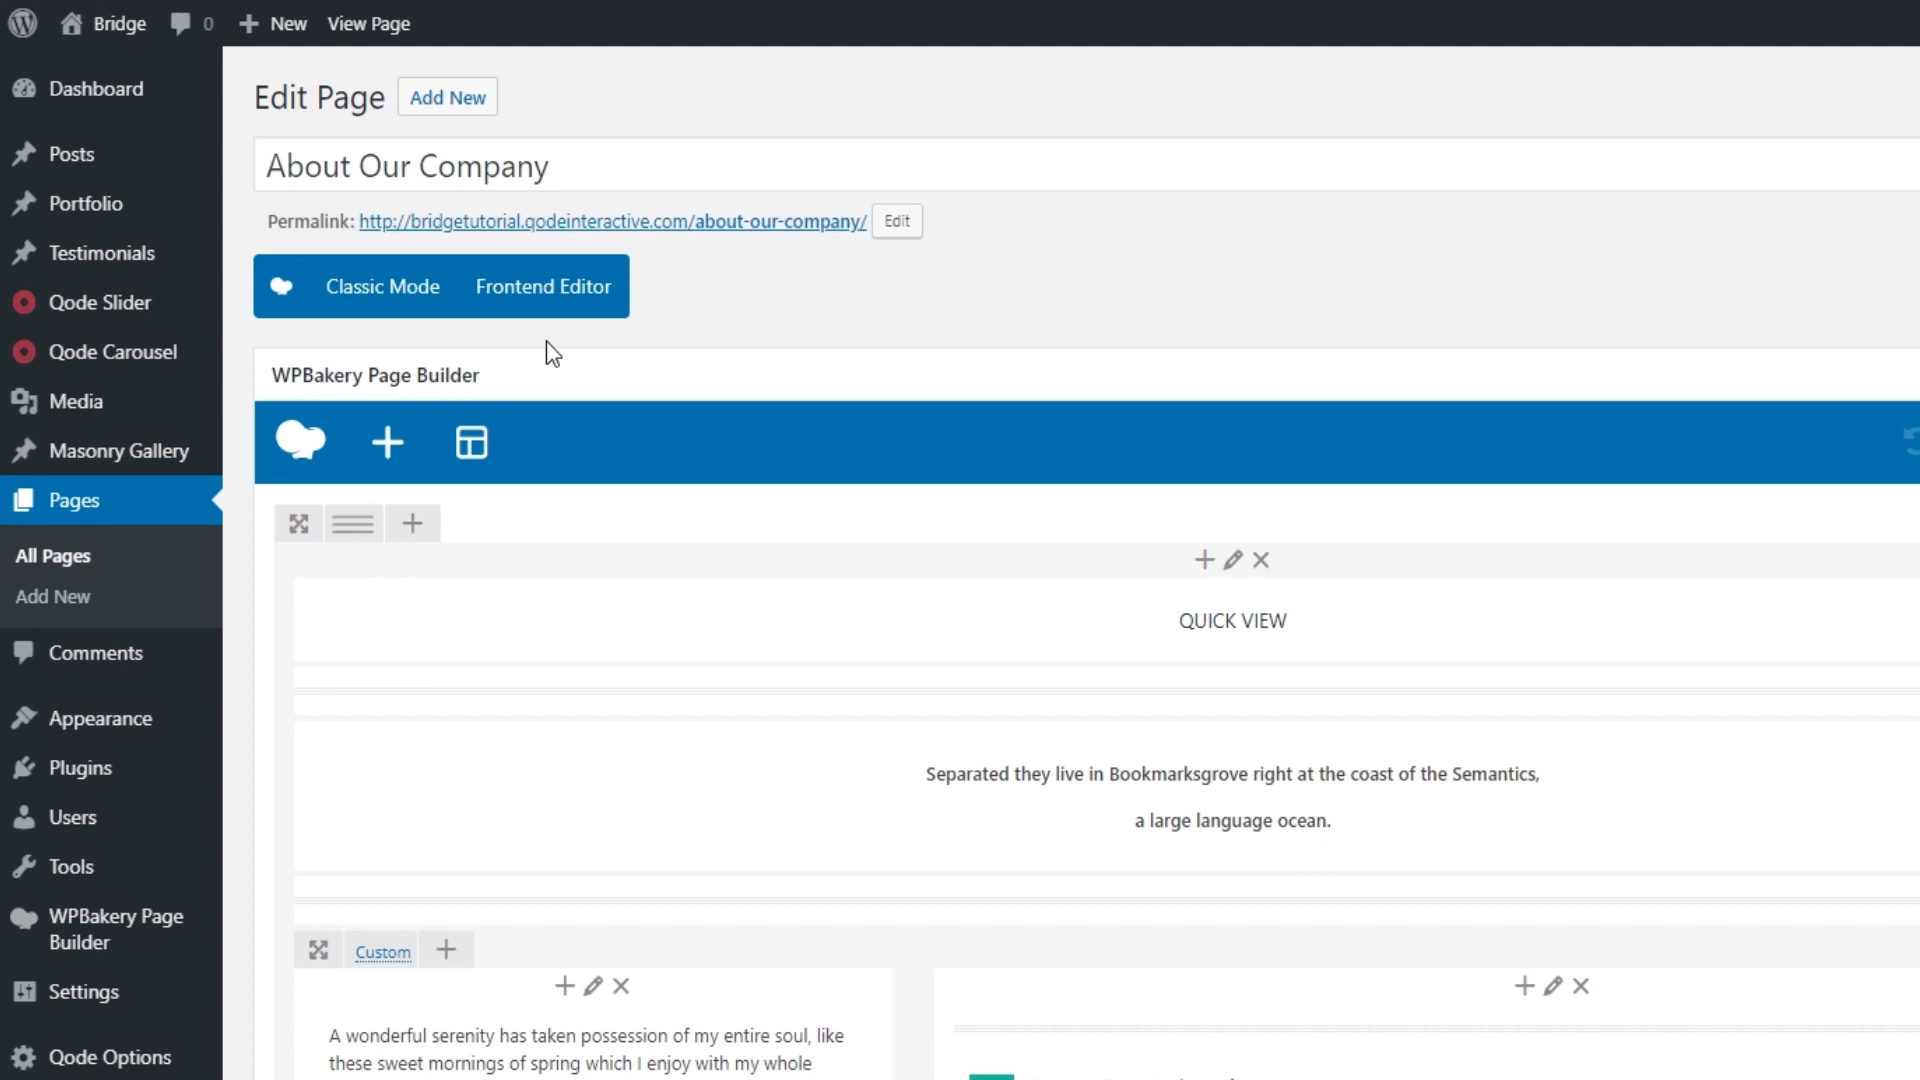 Bridge 0 New View Page
Dashboard
Posts
Portfolio
Testimonials
Qode Slider
Qode Carousel
Media
Masonry Gallery
Pages
All Pages
Add New
Comments
Appearance
Plugins
Users
Tools
WPBakery Page
Builder
Settings
Qode Options
Edit Page Add New
About Our Company
Permalink: http://bridgetutorial.qodeinteractive.com/about-our-company/ Edit
Classic Mode Frontend Editor
WPBakery Page Builder
QUICK VIEW
Separated they live in Bookmarksgrove right at the coast of the Semantics,
a large language ocean.
Custom
A wonderful serenity has taken possession of my entire soul, like
these sweet mornings of spring which I enjoy with my whole